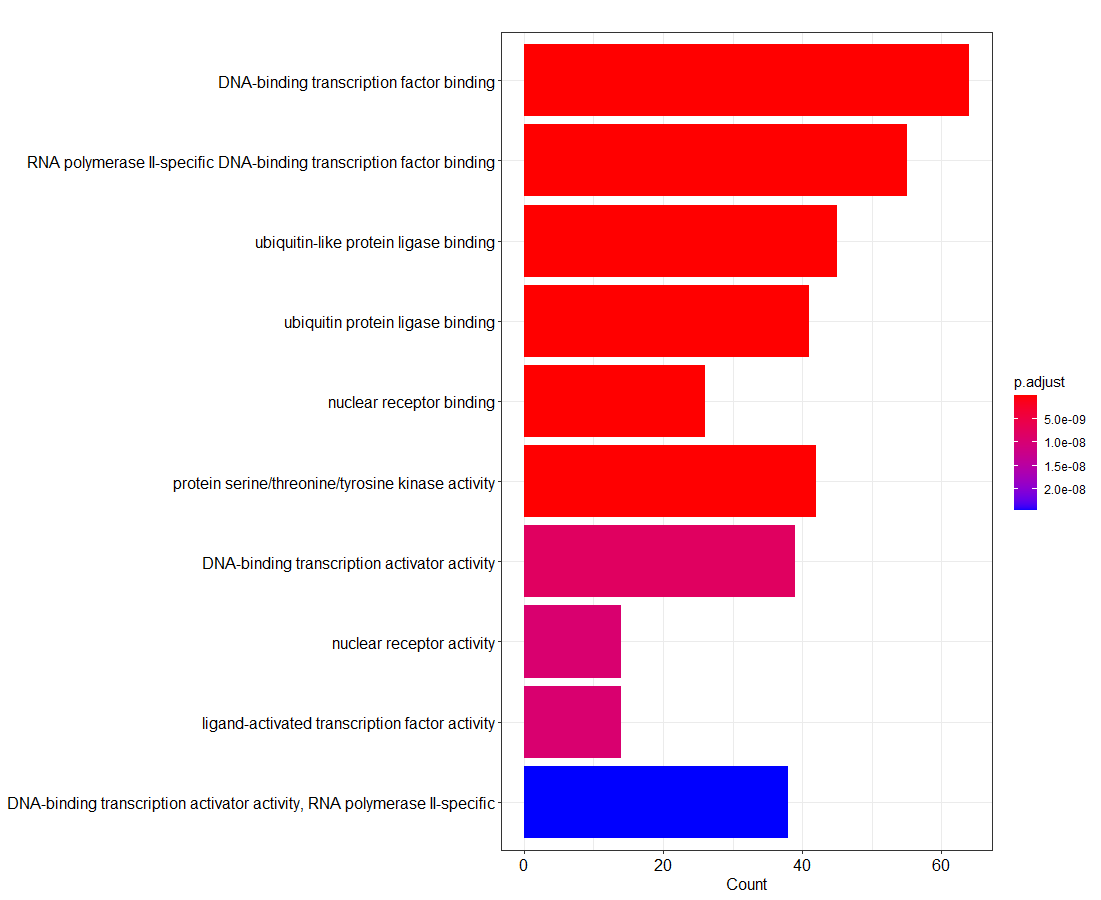 DNA-binding transcription factor binding
RNA polymerase II-specific DNA-binding transcription factor binding
ubiquitin-like protein ligase binding
ubiquitin protein ligase binding
nuclear receptor binding
protein serine/threonine/tyrosine kinase activity
DNA-binding transcription activator activity
nuclear receptor activity
ligand-activated transcription factor activity
DNA-binding transcription activator activity, RNA polymerase II-specific
0 20 40 60
Count
p.adjust
5.0e-09
1.0e-08
1.5e-08
2.0e-08